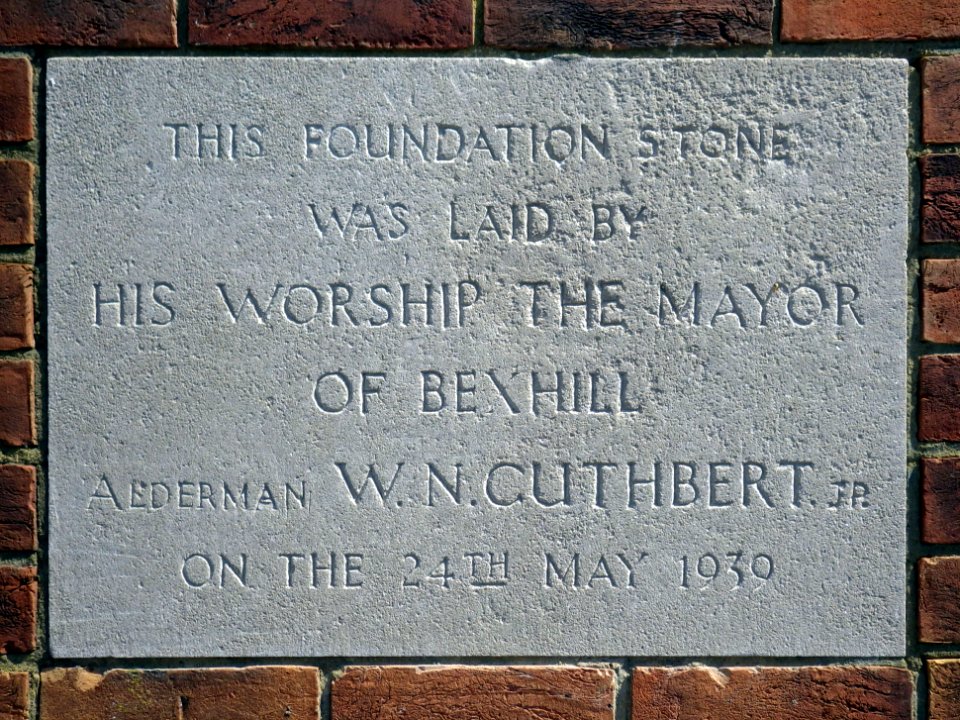 THIS FOUNDATION STONE
WAS LAID BY
HIS WORSHIP THE MAYOR
OF BEXHILL
ALDERMAN W. N. CUTHBERT. JP.
ON THE 24TH MAY 1939